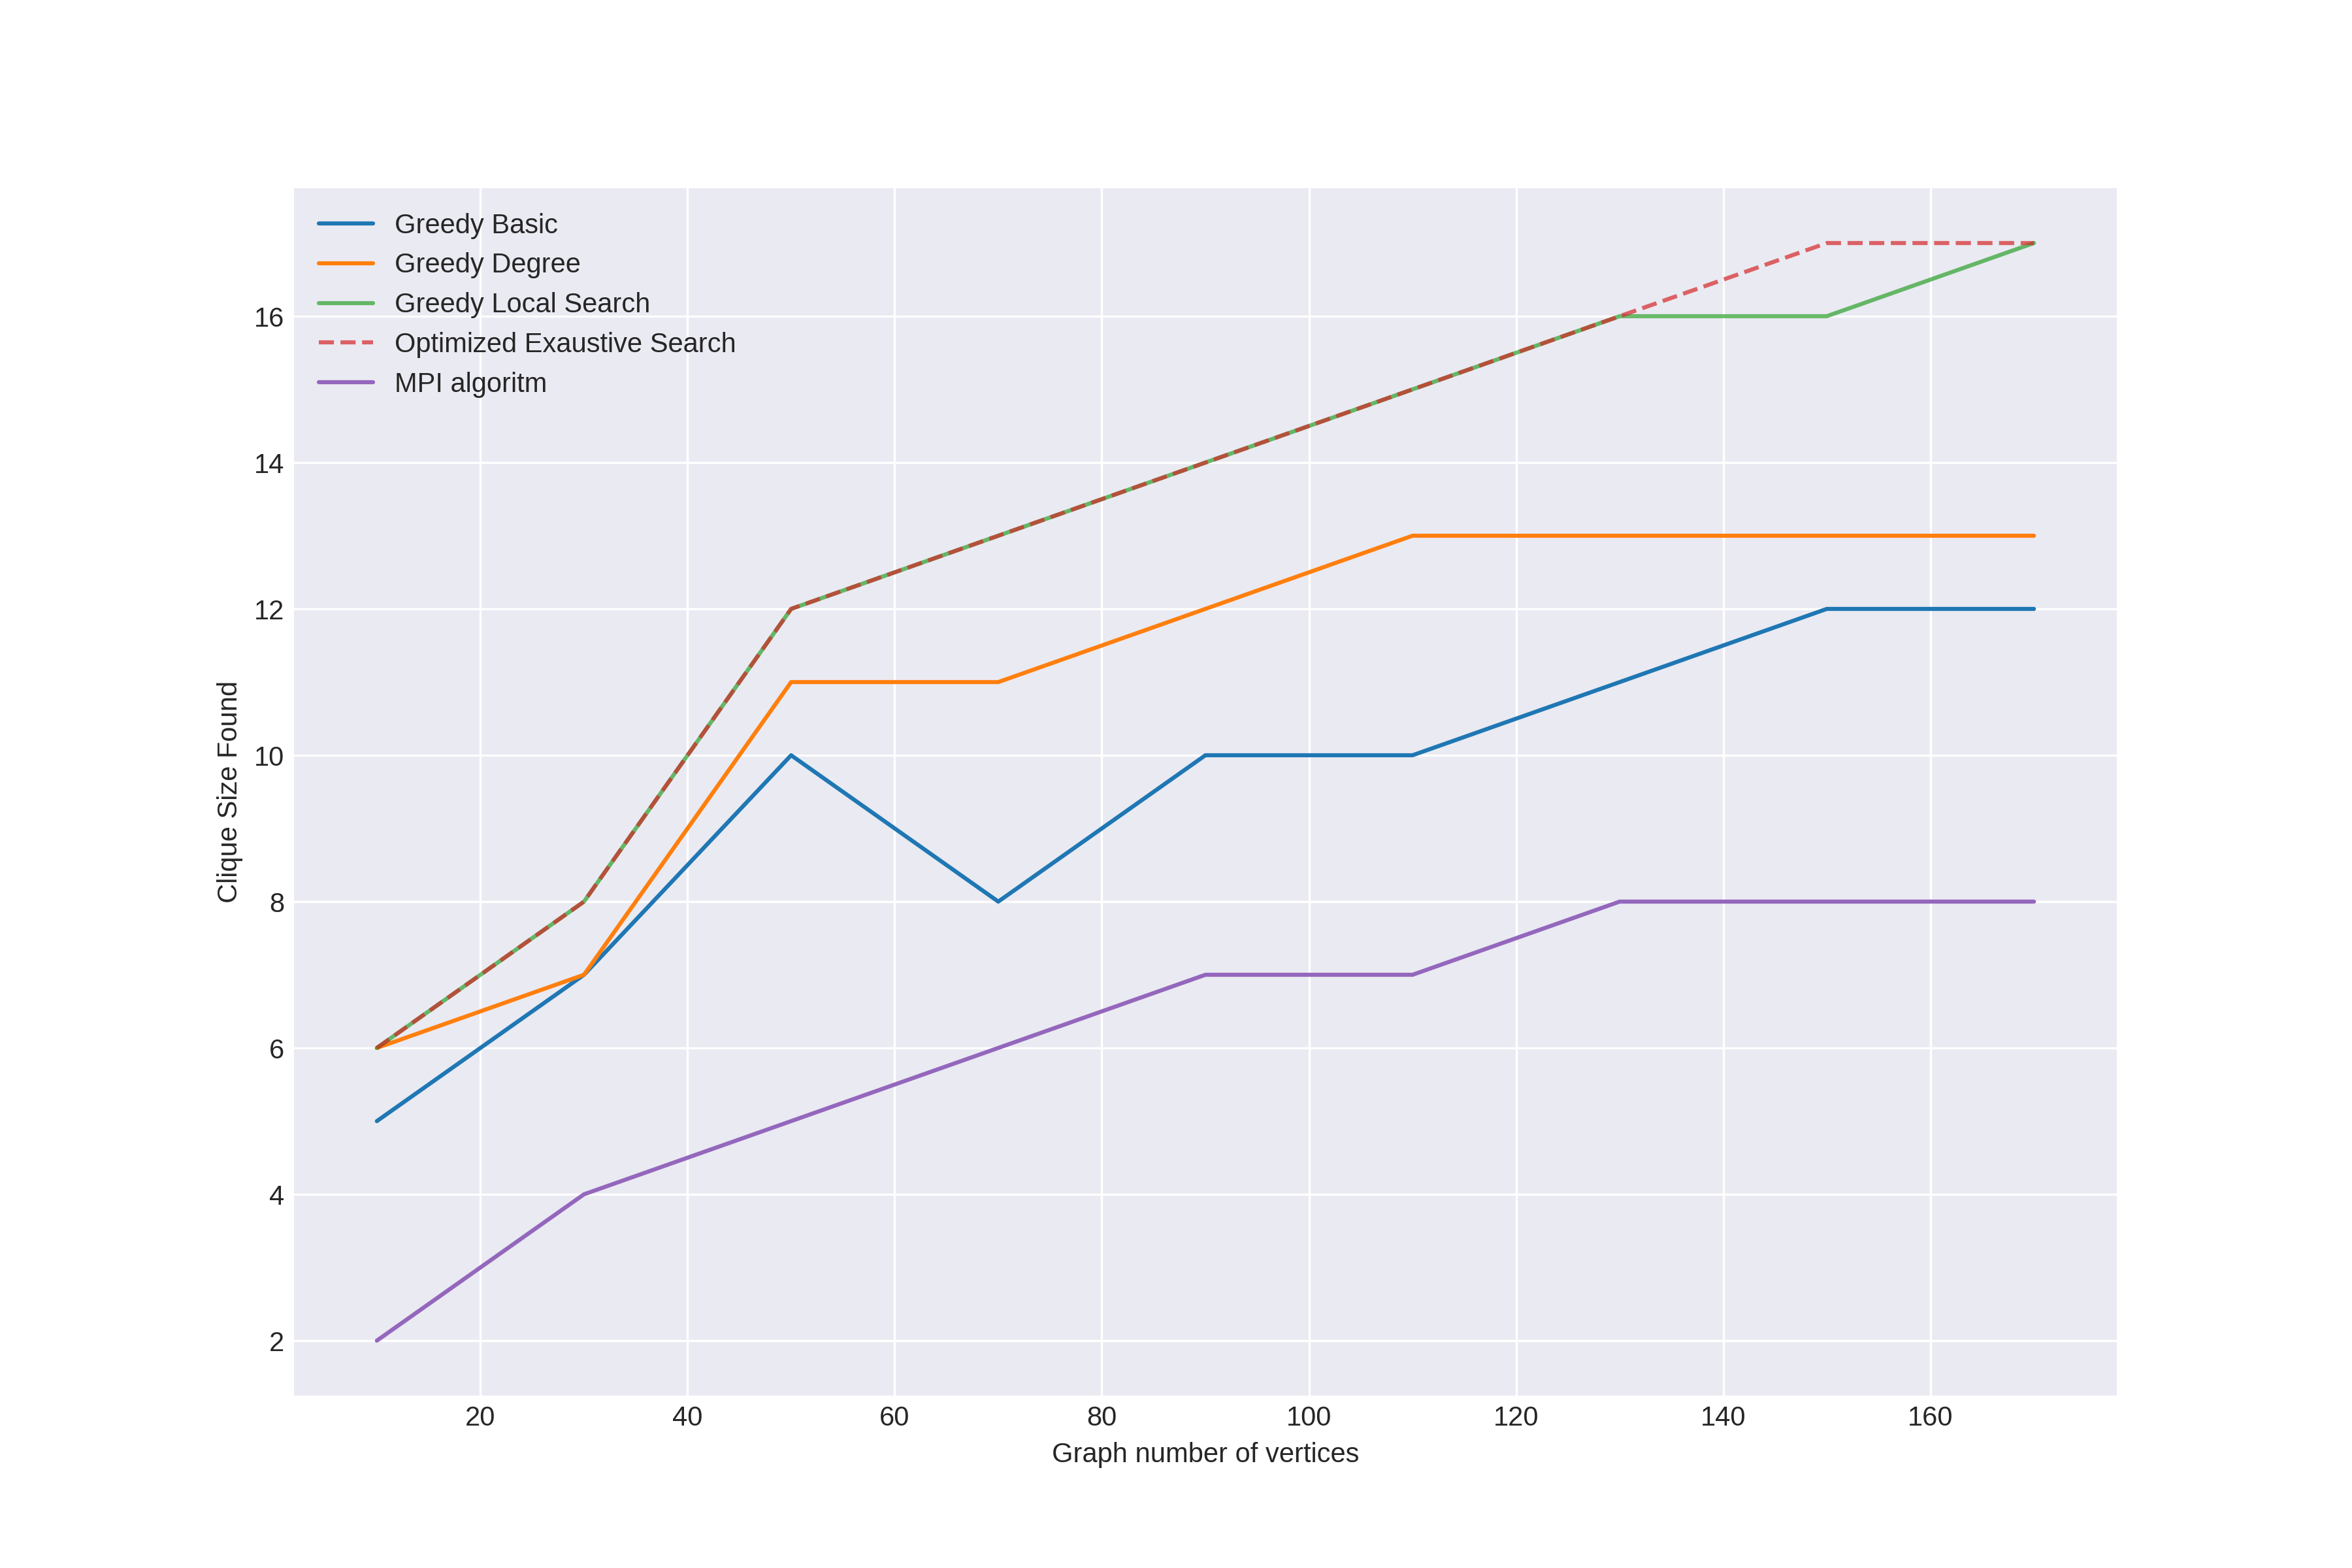 Greedy Basic
Greedy Degree
Greedy Local Search
Optimized Exaustive Search
MPI algoritm
16
14
12
10
8
6
4
2
Clique Size Found
20 40 60 80 100 120 140 160
Graph number of vertices